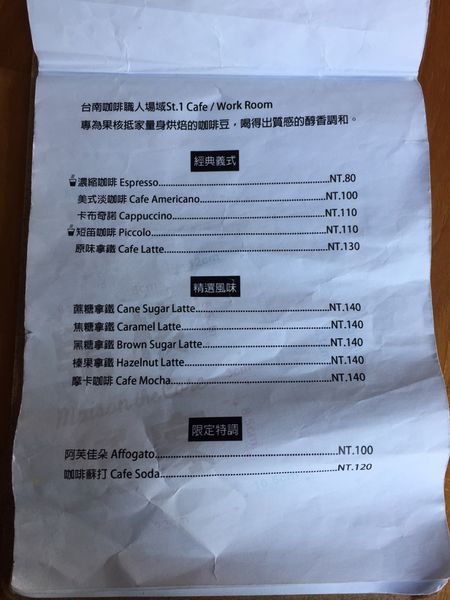 台南咖啡職人場域St.1 Cafe / Work Room
專為果核抵家量身烘焙的咖啡豆，喝得出質感的醇香調和。
經典義式
濃縮咖啡 Espresso NT.80
美式淡咖啡 Cafe Americano NT.100
卡布奇諾 Cappuccino NT.110
短笛咖啡 Piccolo NT.110
原味拿鐵 Cafe Latte NT.130
精選風味
蔗糖拿鐵 Cane Sugar Latte NT.140
焦糖拿鐵 Caramel Latte NT.140
黑糖拿鐵 Brown Sugar Latte NT.140
榛果拿鐵 Hazelnut Latte NT.140
摩卡咖啡 Cafe Mocha NT.140
限定特調
阿芙佳朵 Affogato NT.100
咖啡蘇打 Cafe Soda NT.120